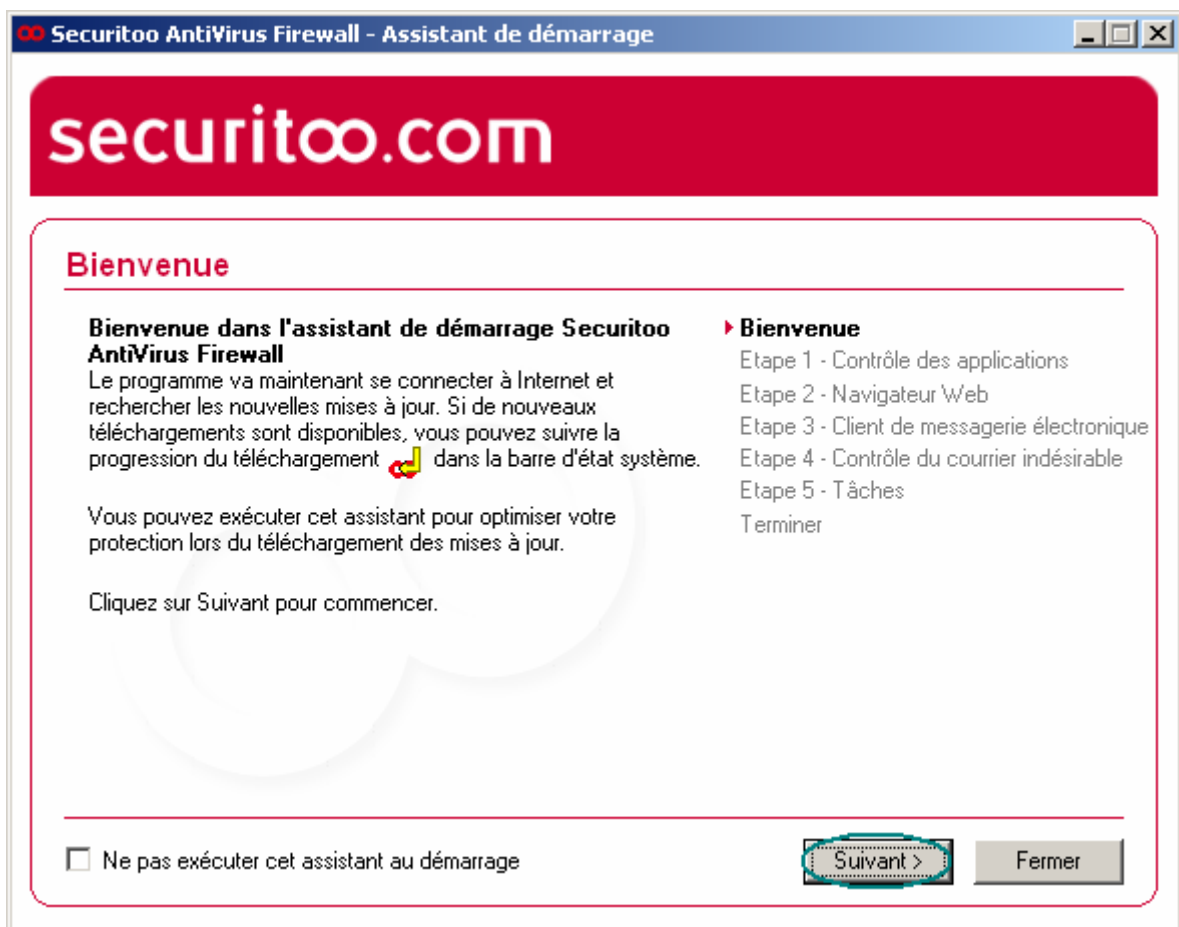 Securitoo AntiVirus Firewall - Assistant de démarrage
securitoo.com
Bienvenue
Bienvenue dans l'assistant de démarrage Securitoo
AntiVirus Firewall
Le programme va maintenant se connecter à Internet et
rechercher les nouvelles mises à jour. Si de nouveaux
téléchargements sont disponibles, vous pouvez suivre la
progression du téléchargement dans la barre d'état système.
Vous pouvez exécuter cet assistant pour optimiser votre
protection lors du téléchargement des mises à jour.
Cliquez sur Suivant pour commencer.
Bienvenue
Etape 1 - Contrôle des applications
Etape 2 - Navigateur Web
Etape 3 - Client de messagerie électronique
Etape 4 - Contrôle du courrier indésirable
Etape 5 - Tâches
Terminer
Ne pas exécuter cet assistant au démarrage
Suivant >
Fermer